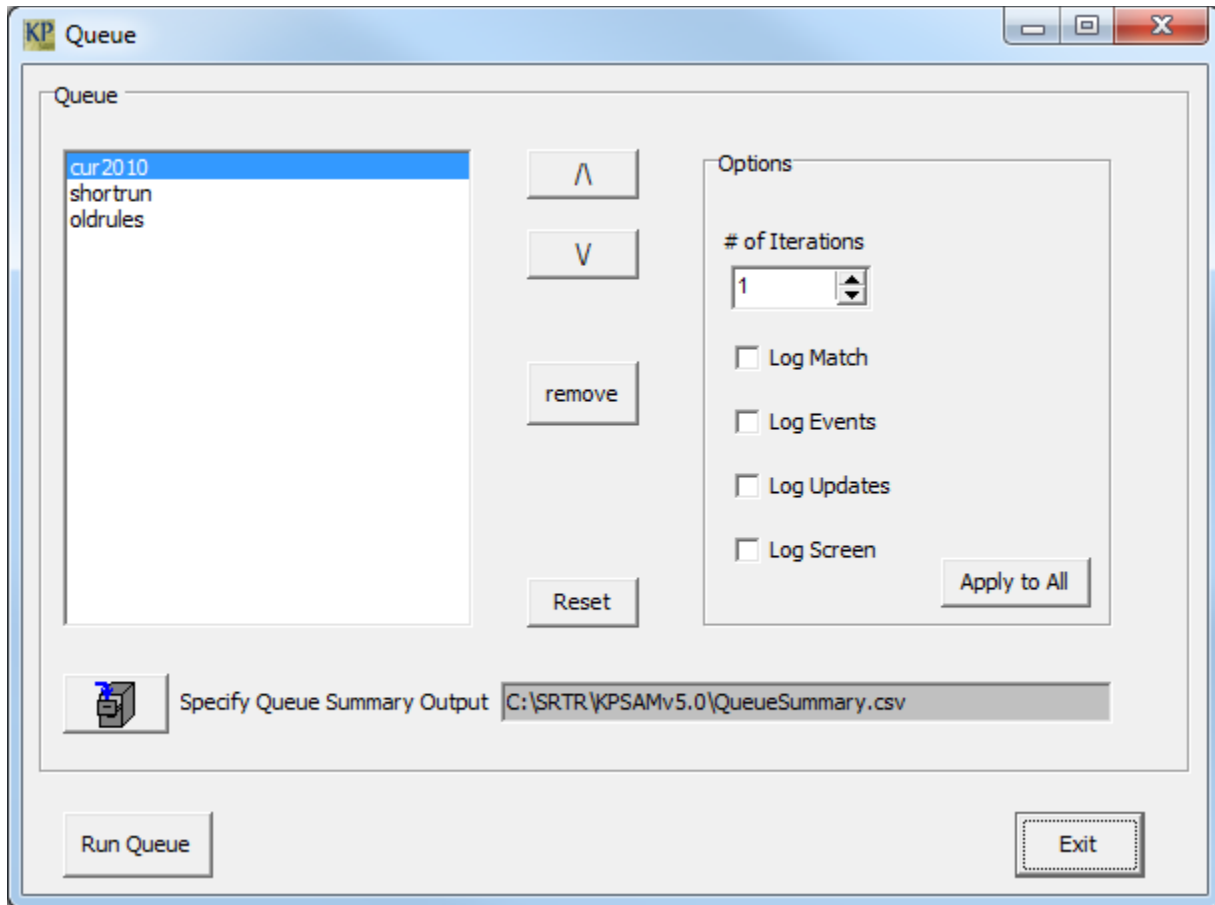 KP Queue
Queue
cur2010
shortrun
oldrules
/\
\/
remove
Reset
Options
# of Iterations
1
Log Match
Log Events
Log Updates
Log Screen
Apply to All
Specify Queue Summary Output C:\SRTR\KPSAMv5.0\QueueSummary.csv
Run Queue
Exit